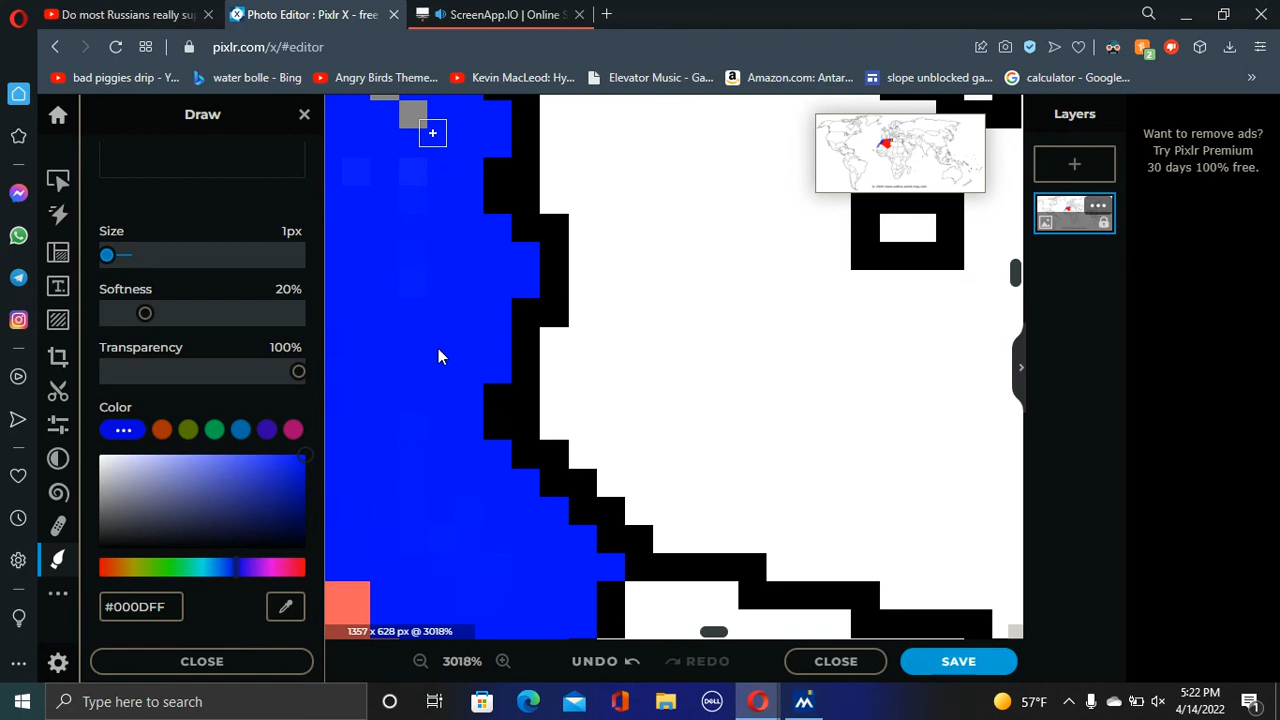 Do most Russians really su
Photo Editor : Pixlr X - free
ScreenApp.IO | Online S
pixlr.com/x/#editor
bad piggies drip - Y...
water bolle - Bing
Angry Birds Theme...
Kevin MacLeod: Hy...
Elevator Music - Ga...
Amazon.com: Antar...
slope unblocked ga...
calculator - Google...
»
Draw
Size
1px
Softness
20%
Transparency
100%
Color
#000DFF
CLOSE
1357 x 628 px @ 3018%
3018%
UNDO
REDO
CLOSE
SAVE
Layers
Want to remove ads?
Try Pixlr Premium
30 days 100% free.
2
Type here to search
DELL
57°F
3:22 PM
4/14/2022
1